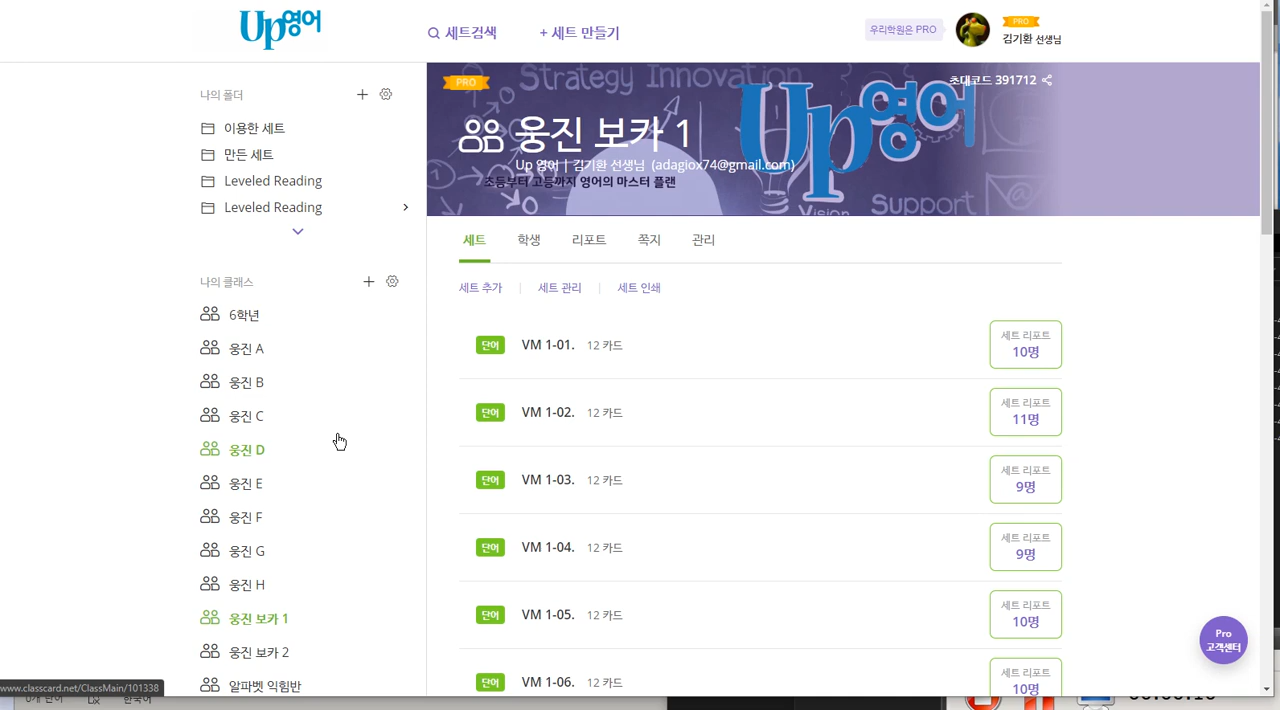 Up영어
세트검색
+ 세트 만들기
우리학원은 PRO
PRO
김기환 선생님
나의 폴더
이용한 세트
만든 세트
Leveled Reading
Leveled Reading
나의 클래스
6학년
웅진 A
웅진 B
웅진 C
웅진 D
웅진 E
웅진 F
웅진 G
웅진 H
웅진 보카 1
웅진 보카 2
알파벳 익힘반
PRO
Strategy Innovation
초대코드 391712
웅진 보카 1
Up영어
Up 영어 | 김기환 선생님 (adagiox74@gmail.com)
초등부터 고등까지 영어의 마스터 플랜
Vision
Support
세트
학생
리포트
쪽지
관리
세트 추가
세트 관리
세트 인쇄
단어 VM 1-01. 12 카드
세트 리포트
10명
단어 VM 1-02. 12 카드
세트 리포트
11명
단어 VM 1-03. 12 카드
세트 리포트
9명
단어 VM 1-04. 12 카드
세트 리포트
9명
단어 VM 1-05. 12 카드
세트 리포트
10명
단어 VM 1-06. 12 카드
세트 리포트
10명
Pro
고객센터
www.classcard.net/ClassMain/101338
한국어